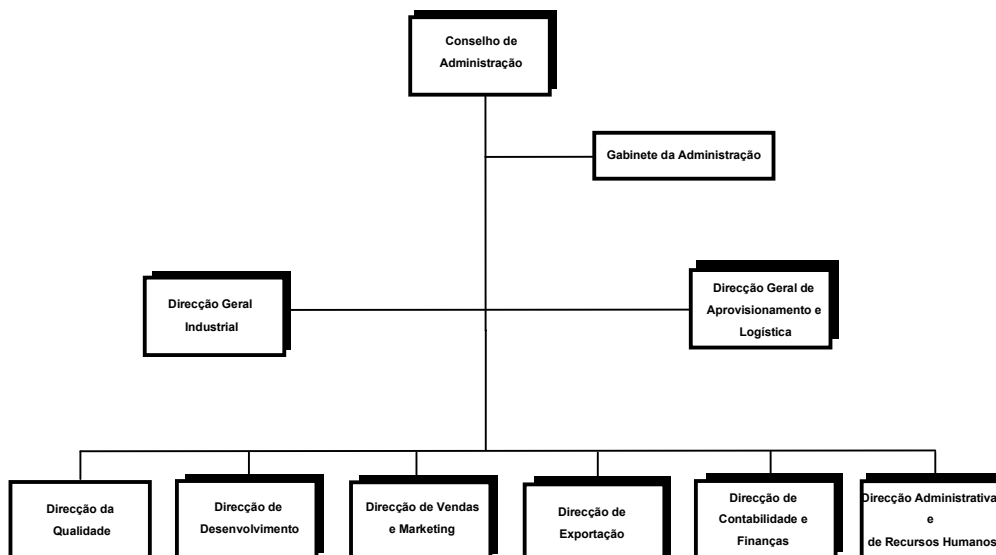 Conselho de
Administração
Gabinete da Administração
Direcção Geral
Industrial
Direcção Geral de
Aprovisionamento e
Logística
Direcção da
Qualidade
Direcção de
Desenvolvimento
Direcção de Vendas
e Marketing
Direcção de
Exportação
Direcção de
Contabilidade e
Finanças
Direcção Administrativa
e
de Recursos Humanos